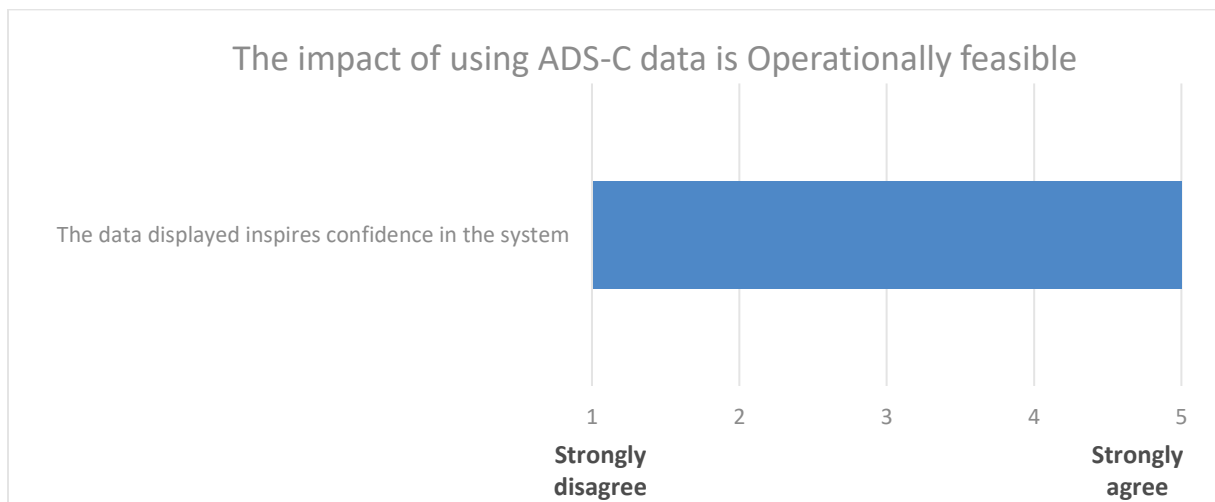 The impact of using ADS-C data is Operationally feasible
The data displayed inspires confidence in the system
1 2 3 4 5
Strongly disagree
Strongly agree